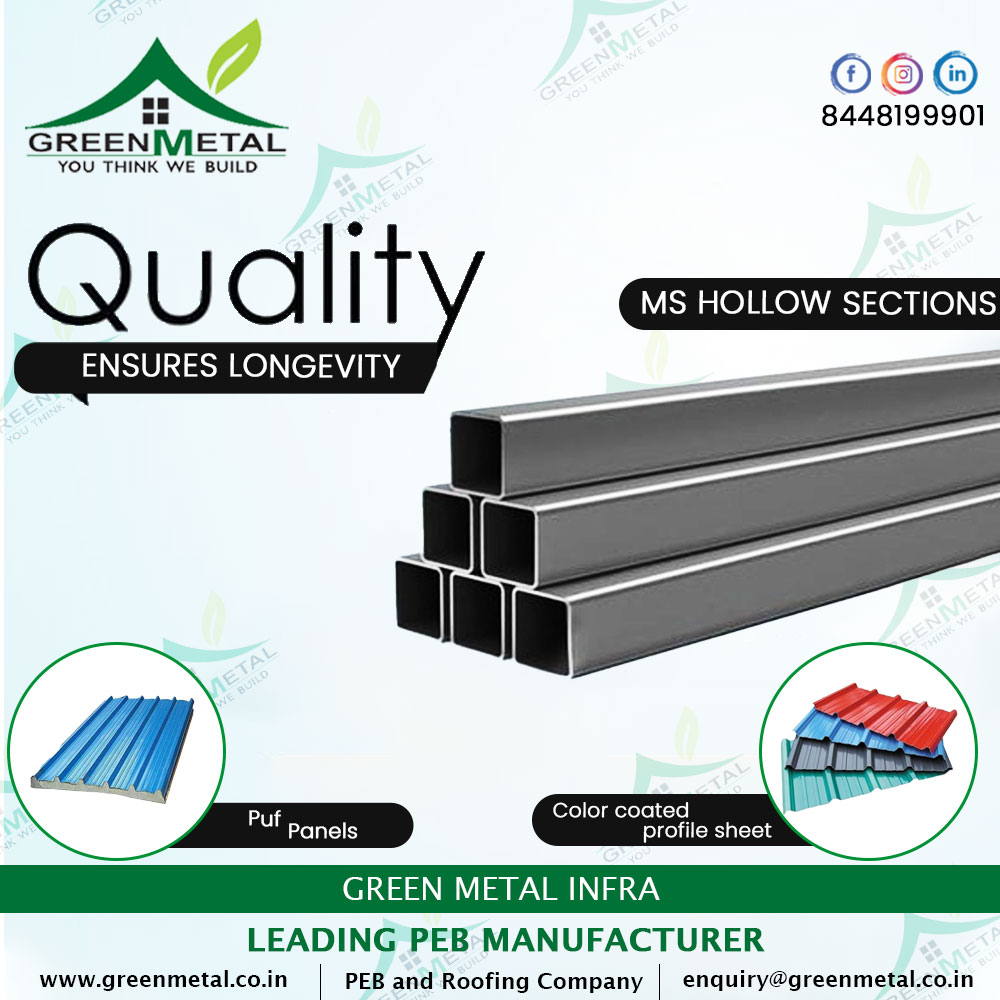 GREENMETAL
YOU THINK WE BUILD
8448199901
Quality
ENSURES LONGEVITY
MS HOLLOW SECTIONS
Puf
Panels
Color coated
profile sheet
GREEN METAL INFRA
LEADING PEB MANUFACTURER
www.greenmetal.co.in | PEB and Roofing Company | enquiry@greenmetal.co.in